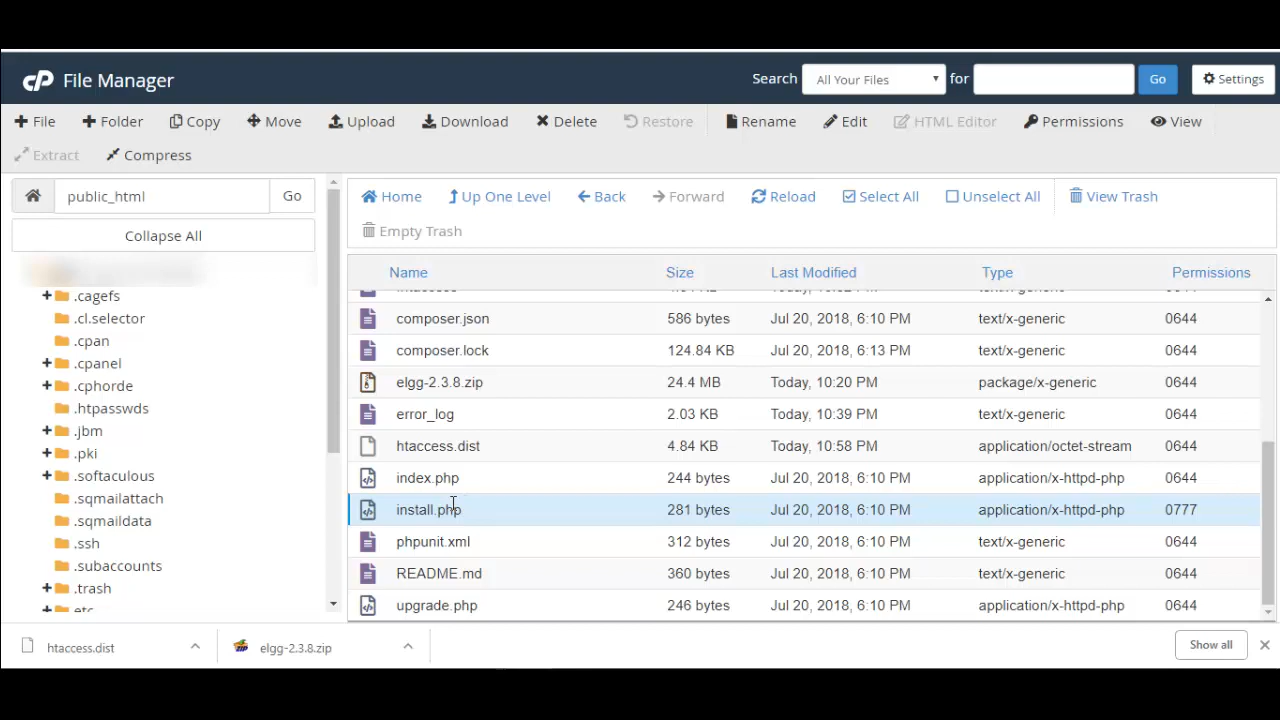 cP File Manager Search All Your Files for Go Settings
File Folder Copy Move Upload Download Delete Restore Rename Edit HTML Editor Permissions View
Extract Compress
public_html Go Home Up One Level Back Forward Reload Select All Unselect All View Trash
Collapse All Empty Trash
Name Size Last Modified Type Permissions
.cagefs
composer.json 586 bytes Jul 20, 2018, 6:10 PM text/x-generic 0644
.cl.selector
.cpan composer.lock 124.84 KB Jul 20, 2018, 6:13 PM text/x-generic 0644
.cpanel
.cphorde elgg-2.3.8.zip 24.4 MB Today, 10:20 PM package/x-generic 0644
.htpasswds error_log 2.03 KB Today, 10:39 PM text/x-generic 0644
.jbm
.pki htaccess.dist 4.84 KB Today, 10:58 PM application/octet-stream 0644
.softaculous index.php 244 bytes Jul 20, 2018, 6:10 PM application/x-httpd-php 0644
.sqmailattach
install.php 281 bytes Jul 20, 2018, 6:10 PM application/x-httpd-php 0777
.sqmaildata
.ssh phpunit.xml 312 bytes Jul 20, 2018, 6:10 PM text/x-generic 0644
.subaccounts README.md 360 bytes Jul 20, 2018, 6:10 PM text/x-generic 0644
.trash
etc upgrade.php 246 bytes Jul 20, 2018, 6:10 PM application/x-httpd-php 0644
htaccess.dist elgg-2.3.8.zip Show all